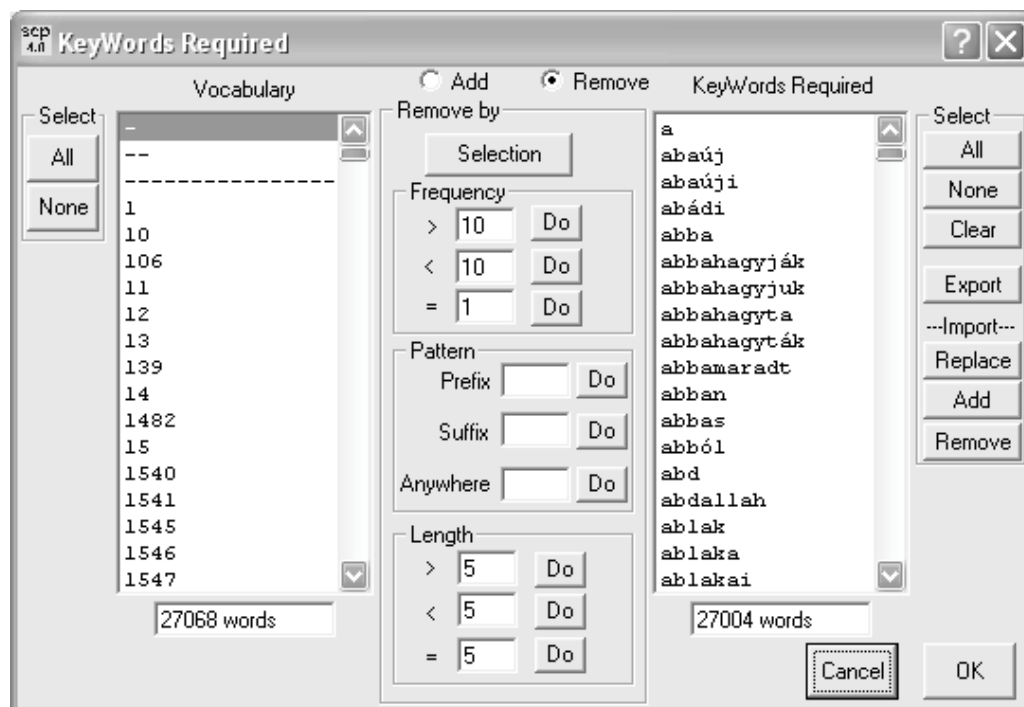 scp 4.0 KeyWords Required
Add Remove
Vocabulary
KeyWords Required
Select
All
None
-
--
-----------------
1
10
106
11
12
13
139
14
1482
15
1540
1541
1545
1546
1547
27068 words
Remove by
Selection
Frequency
> 10 Do
< 10 Do
= 1 Do
Pattern
Prefix Do
Suffix Do
Anywhere Do
Length
> 5 Do
< 5 Do
= 5 Do
a
abaúj
abaúji
abádi
abba
abbahagyják
abbahagyjuk
abbahagyta
abbahagyták
abbamaradt
abban
abbas
abból
abd
abdallah
ablak
ablaka
ablakai
27004 words
Select
All
None
Clear
Export
---Import---
Replace
Add
Remove
Cancel
OK